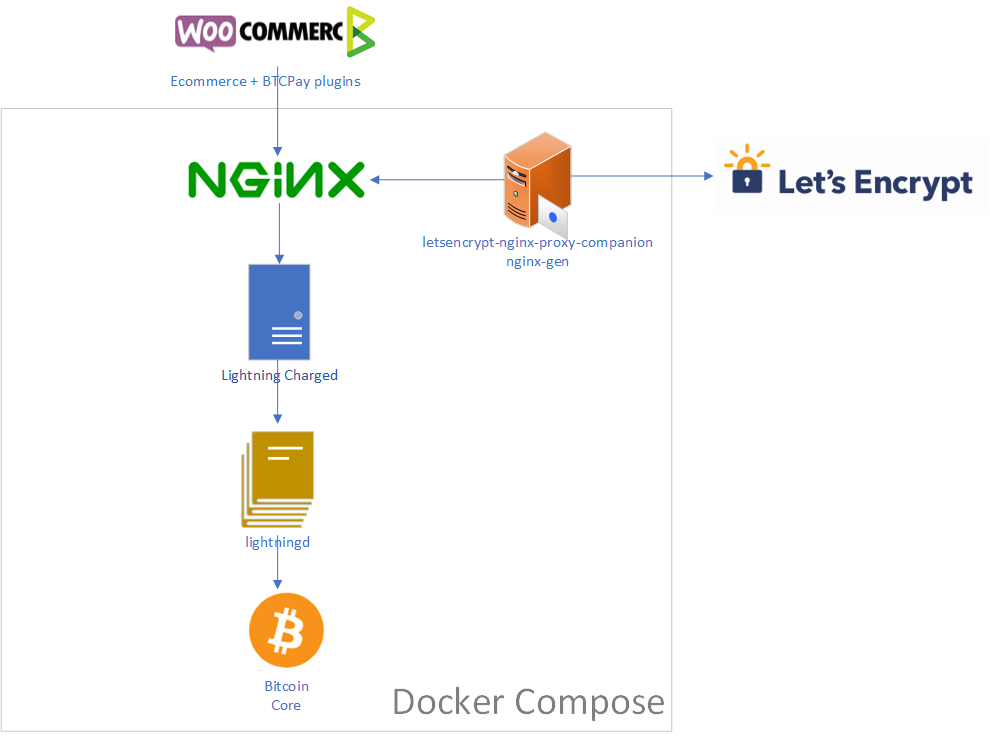 WOO COMMERC
Ecommerce + BTCPay plugins
NGiNX
Let's Encrypt
letsencrypt-nginx-proxy-companion
nginx-gen
Lightning Charged
lightningd
Bitcoin
Core
Docker Compose